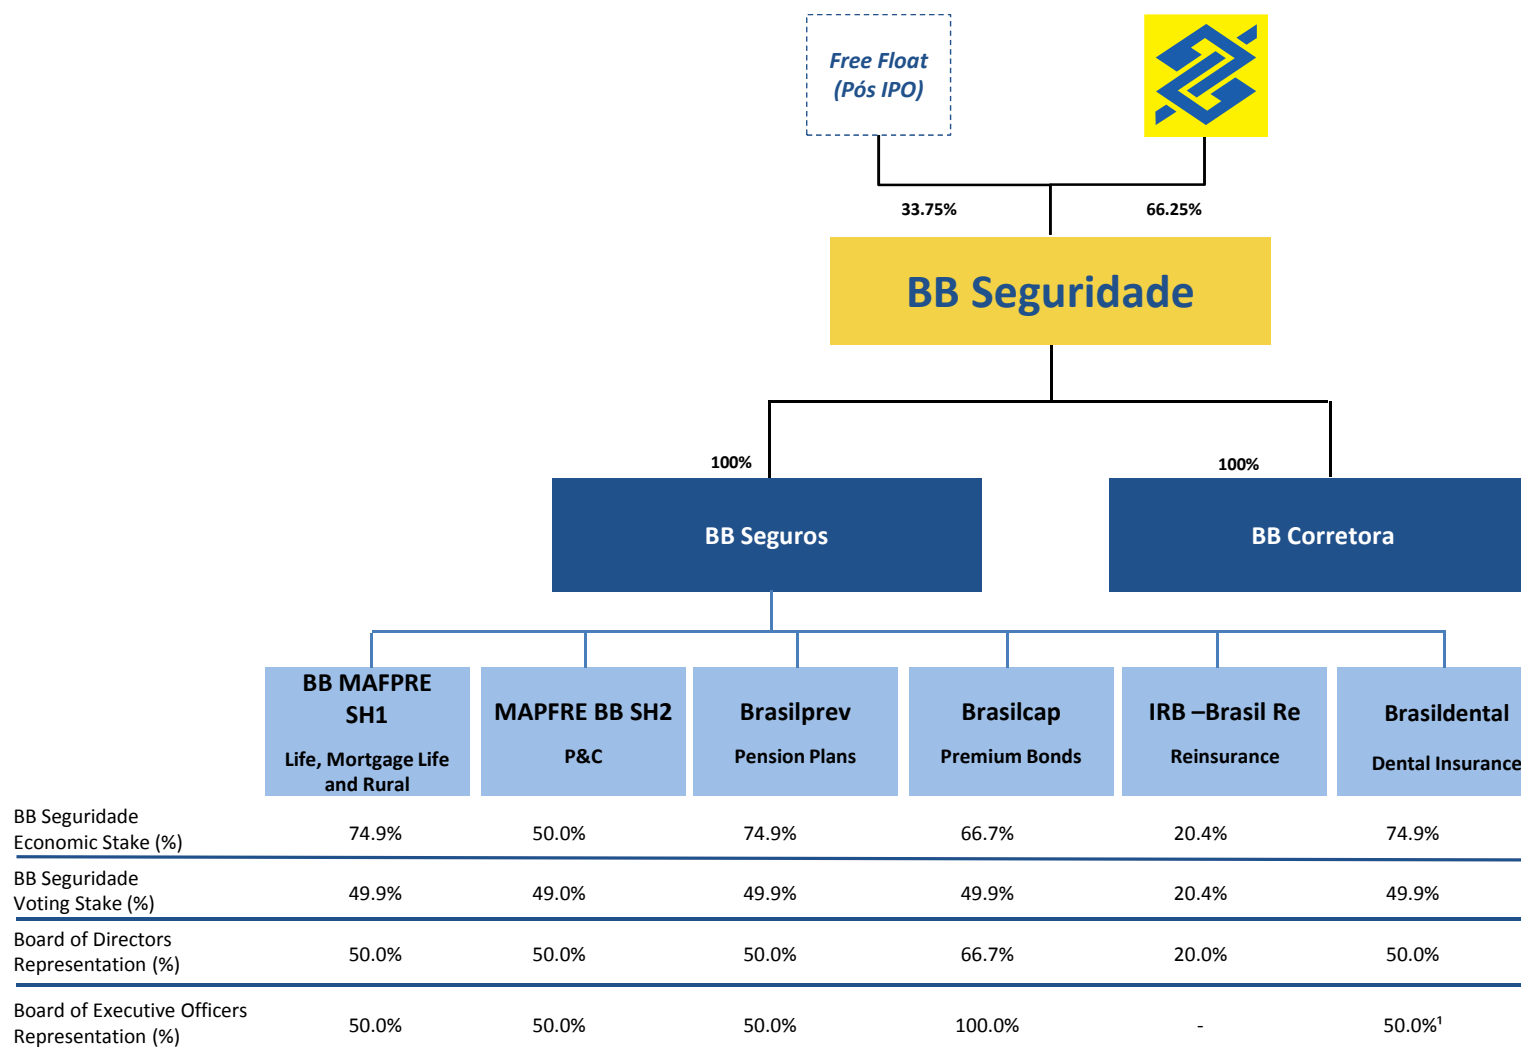 Free Float
(Pós IPO)
33.75%
66.25%
BB Seguridade
100%
100%
BB Seguros
BB Corretora
BB MAFPRE
SH1
Life, Mortgage Life
and Rural
MAPFRE BB SH2
P&C
Brasilprev
Pension Plans
Brasilcap
Premium Bonds
IRB –Brasil Re
Reinsurance
Brasildental
Dental Insurance
BB Seguridade
Economic Stake (%)
74.9% 50.0% 74.9% 66.7% 20.4% 74.9%
BB Seguridade
Voting Stake (%)
49.9% 49.0% 49.9% 49.9% 20.4% 49.9%
Board of Directors
Representation (%)
50.0% 50.0% 50.0% 66.7% 20.0% 50.0%
Board of Executive Officers
Representation (%)
50.0% 50.0% 50.0% 100.0% - 50.0%¹